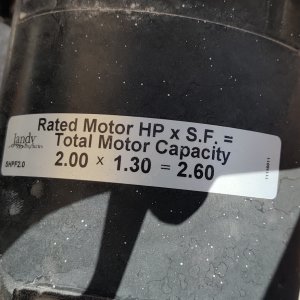 Rated Motor HP x S.F. =
Total Motor Capacity
2.00 x 1.30 = 2.60
Jandy
SHPF2.0